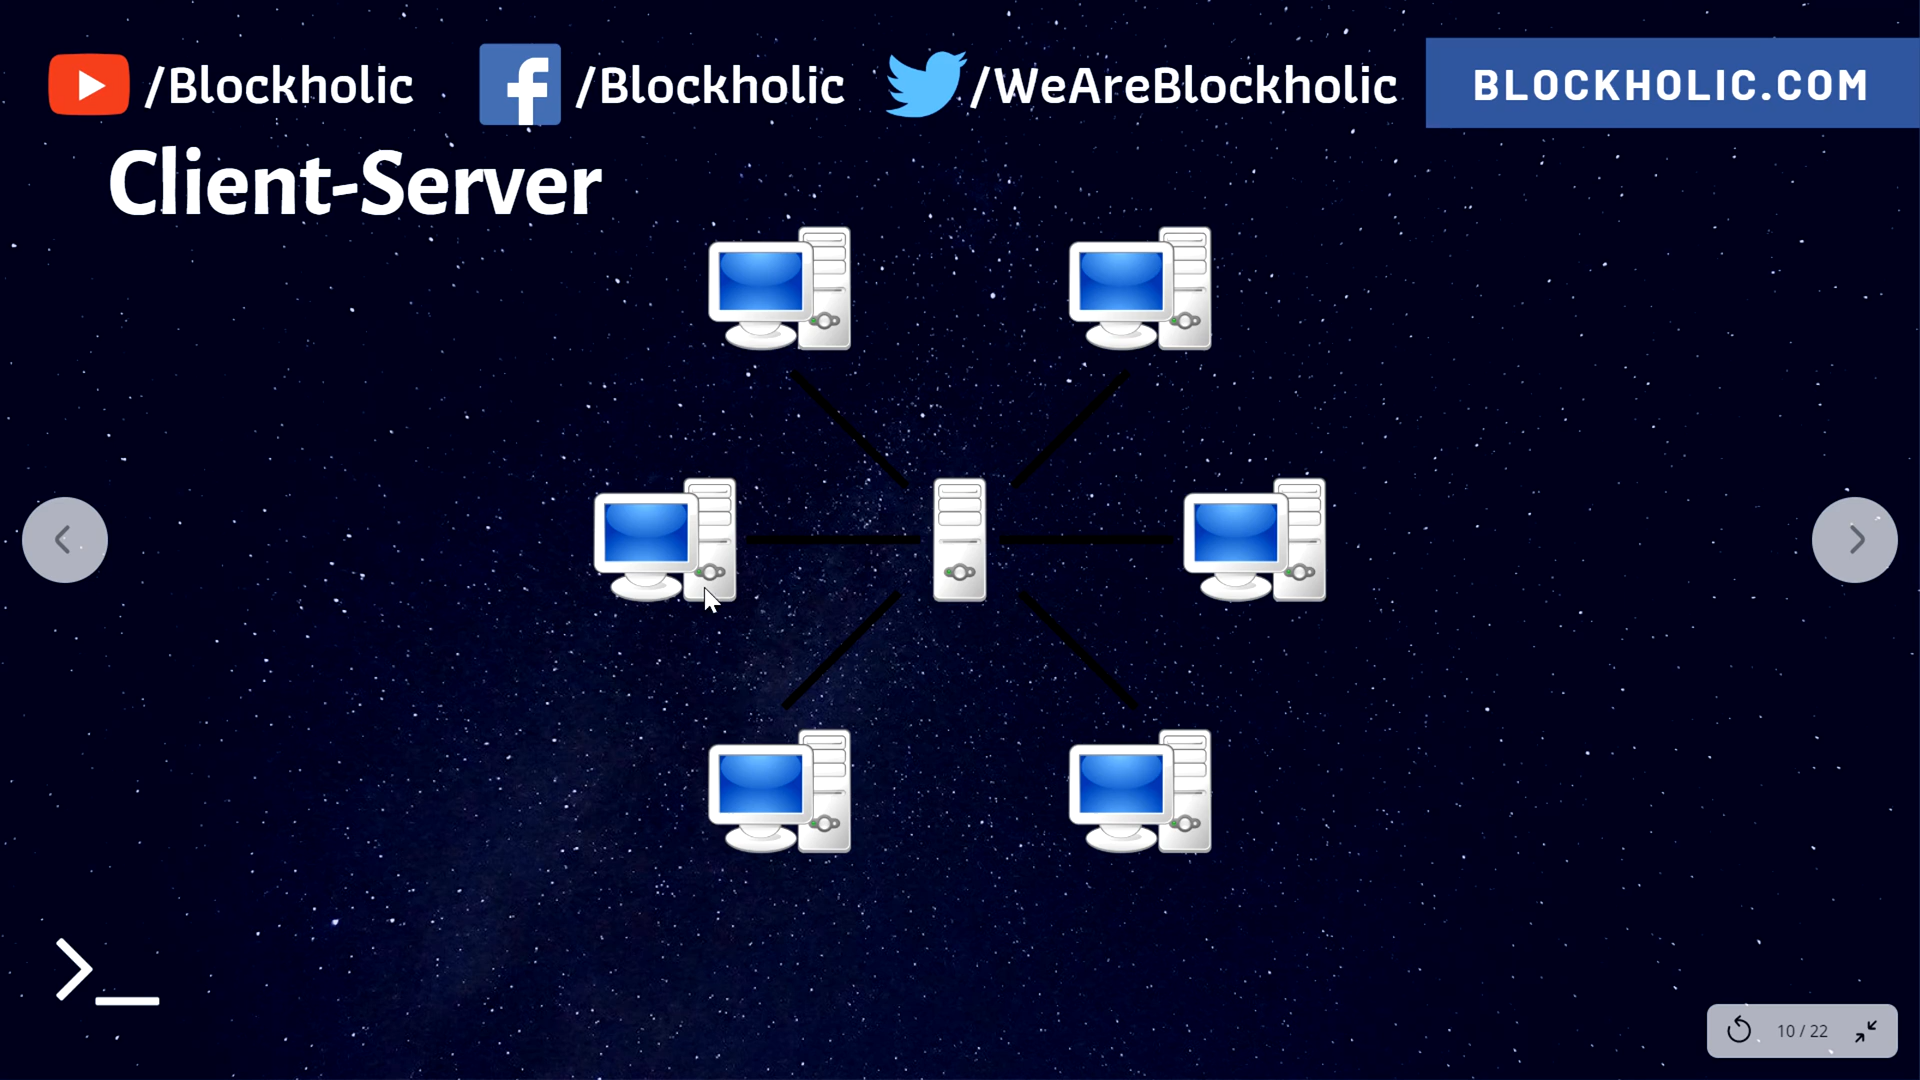 /Blockholic
/Blockholic
/WeAreBlockholic
BLOCKHOLIC.COM
Client-Server
>_
10 / 22